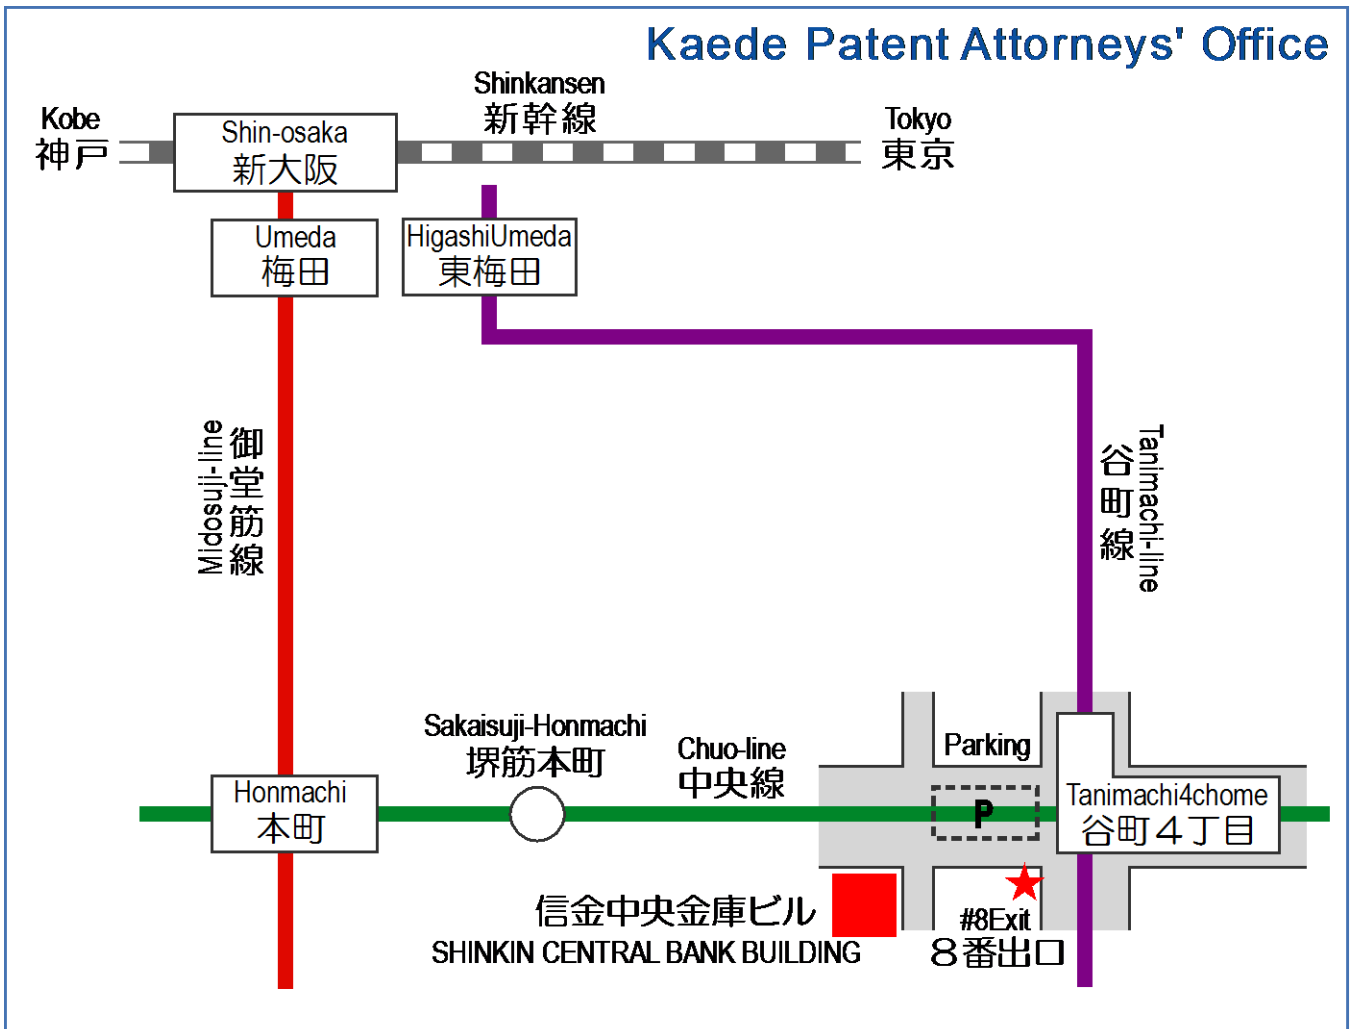 Kaede Patent Attorneys' Office
Shinkansen
新幹線
Kobe
神戸
Shin-osaka
新大阪
Tokyo
東京
Umeda
梅田
HigashiUmeda
東梅田
Midosuji-line
御堂筋線
谷町線
Tanimachi-line
Sakaisuji-Honmachi
堺筋本町
Chuo-line
中央線
Parking
Honmachi
本町
P
Tanimachi4chome
谷町4丁目
信金中央金庫ビル
SHINKIN CENTRAL BANK BUILDING
#8Exit
8番出口